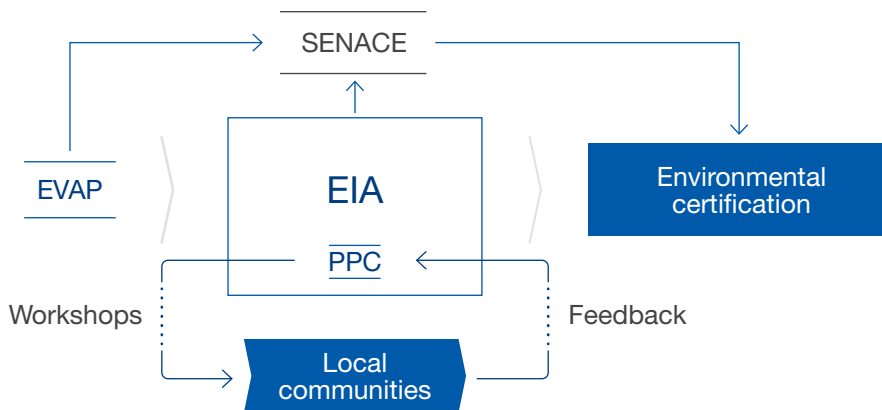 SENACE
EVAP
EIA
Environmental
certification
PPC
Workshops
Feedback
Local
communities